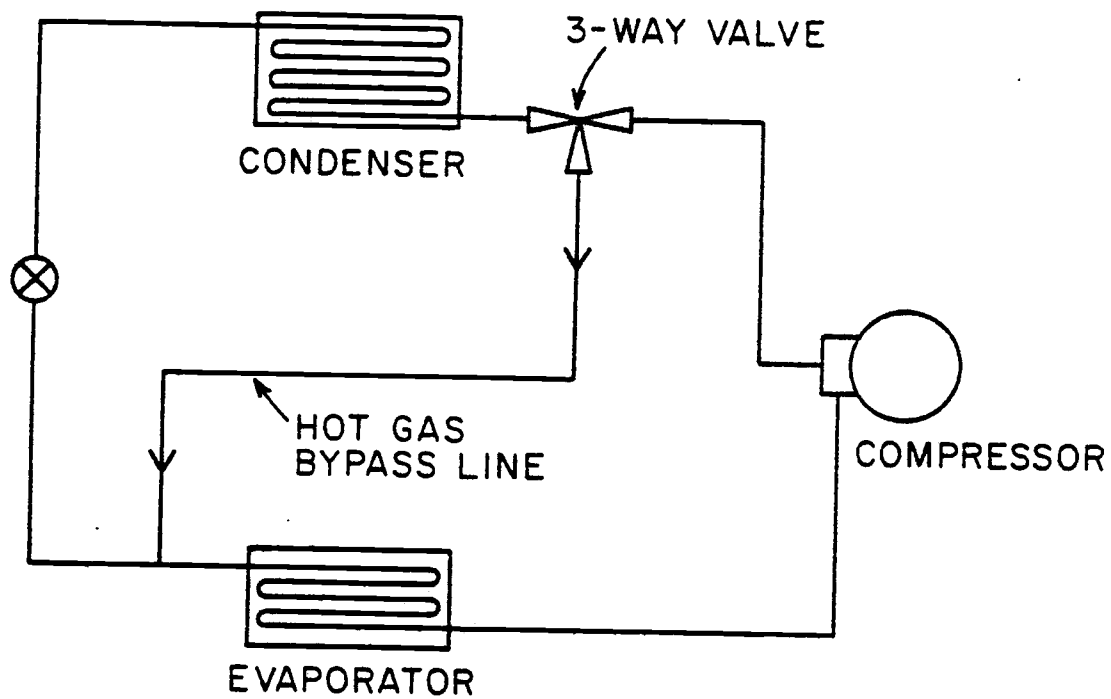 3-WAY VALVE
CONDENSER
HOT GAS
BYPASS LINE
COMPRESSOR
EVAPORATOR